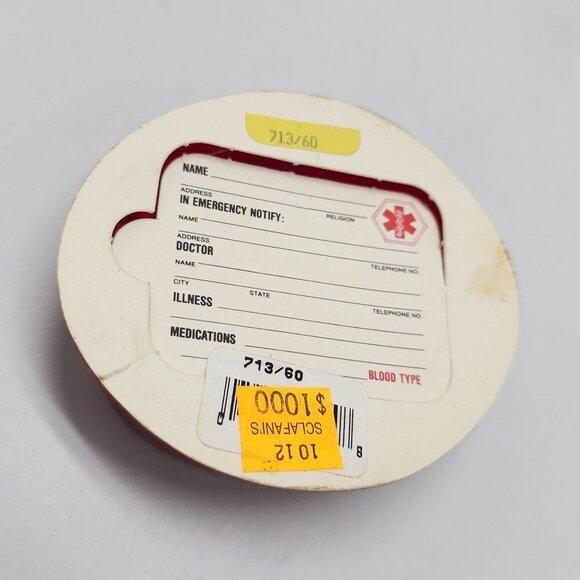 713/60
NAME
ADDRESS
IN EMERGENCY NOTIFY:
NAME RELIGION
ADDRESS
DOCTOR
NAME TELEPHONE NO.
CITY STATE
ILLNESS TELEPHONE NO.
MEDICATIONS
BLOOD TYPE
713/60
8
10 12
SCLAFANI'S
$1000